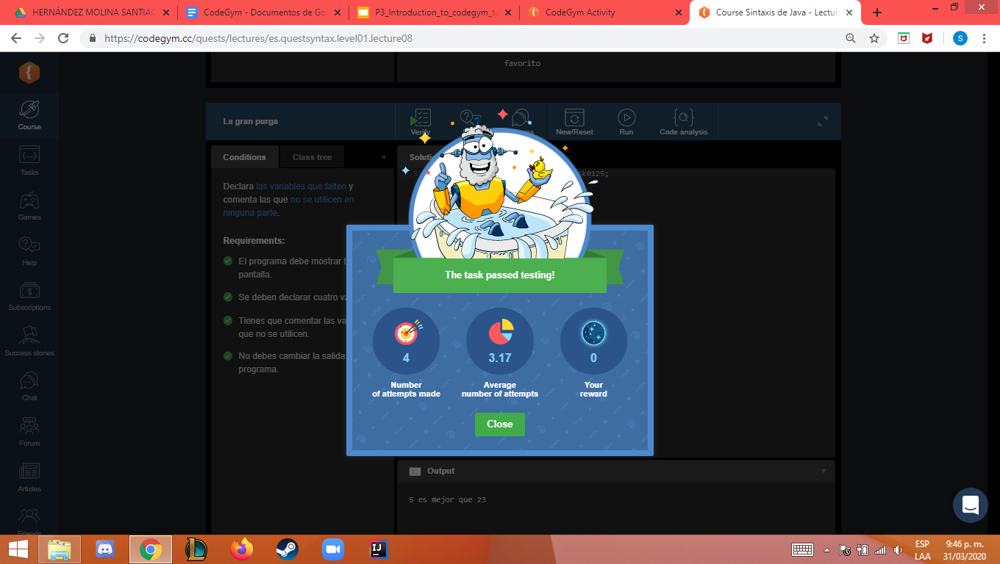 HERNÁNDEZ MOLINA SANTIAG
CodeGym - Documentos de Go
P3_Introduction_to_codegym_to
CodeGym Activity
Course Sintaxis de Java - Lectur
https://codegym.cc/quests/lectures/es.questsyntax.level01.lecture08
S
favorito
La gran purga
Verify
New/Reset
Run
Code analysis
Course
Tasks
Games
Help
Subscriptions
Success stories
Chat
Forum
Articles
Friends
Conditions
Class tree
Declara las variables que falten y
comenta las que no se utilicen en
ninguna parte.
Requirements:
El programa debe mostrar t
pantalla.
Se deben declarar cuatro va
Tienes que comentar las va
que no se utilicen.
No debes cambiar la salida
programa.
Soluti
1
sk0125;
The task passed testing!
4
Number
of attempts made
3.17
Average
number of attempts
0
Your
reward
Close
Output
5 es mejor que 23
ESP
LAA
9:46 p. m.
31/03/2020